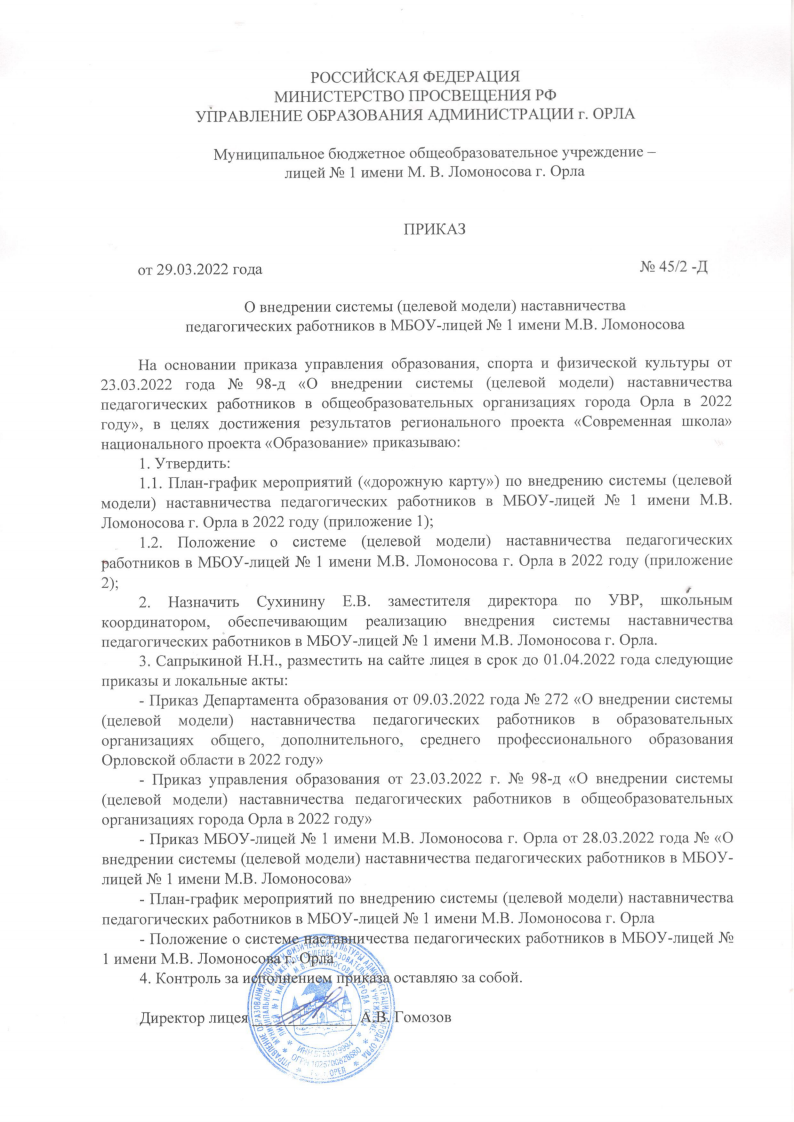 РОССИЙСКАЯ ФЕДЕРАЦИЯ
МИНИСТЕРСТВО ПРОСВЕЩЕНИЯ РФ
УПРАВЛЕНИЕ ОБРАЗОВАНИЯ АДМИНИСТРАЦИИ г. ОРЛА
Муниципальное бюджетное общеобразовательное учреждение –
лицей № 1 имени М. В. Ломоносова г. Орла
ПРИКАЗ
от 29.03.2022 года № 45/2 -Д
О внедрении системы (целевой модели) наставничества
педагогических работников в МБОУ-лицей № 1 имени М.В. Ломоносова
На основании приказа управления образования, спорта и физической культуры от
23.03.2022 года № 98-д «О внедрении системы (целевой модели) наставничества
педагогических работников в общеобразовательных организациях города Орла в 2022
году», в целях достижения результатов регионального проекта «Современная школа»
национального проекта «Образование» приказываю:
1. Утвердить:
1.1. План-график мероприятий («дорожную карту») по внедрению системы (целевой
модели) наставничества педагогических работников в МБОУ-лицей № 1 имени М.В.
Ломоносова г. Орла в 2022 году (приложение 1);
1.2. Положение о системе (целевой модели) наставничества педагогических
работников в МБОУ-лицей № 1 имени М.В. Ломоносова г. Орла в 2022 году (приложение
2);
2. Назначить Сухинину Е.В. заместителя директора по УВР, школьным
координатором, обеспечивающим реализацию внедрения системы наставничества
педагогических работников в МБОУ-лицей № 1 имени М.В. Ломоносова г. Орла.
3. Сапрыкиной Н.Н., разместить на сайте лицея в срок до 01.04.2022 года следующие
приказы и локальные акты:
- Приказ Департамента образования от 09.03.2022 года № 272 «О внедрении системы
(целевой модели) наставничества педагогических работников в образовательных
организациях общего, дополнительного, среднего профессионального образования
Орловской области в 2022 году»
- Приказ управления образования от 23.03.2022 г. № 98-д «О внедрении системы
(целевой модели) наставничества педагогических работников в общеобразовательных
организациях города Орла в 2022 году»
- Приказ МБОУ-лицей № 1 имени М.В. Ломоносова г. Орла от 28.03.2022 года № «О
внедрении системы (целевой модели) наставничества педагогических работников в МБОУ-
лицей № 1 имени М.В. Ломоносова»
- План-график мероприятий по внедрению системы (целевой модели) наставничества
педагогических работников в МБОУ-лицей № 1 имени М.В. Ломоносова г. Орла
- Положение о системе наставничества педагогических работников в МБОУ-лицей №
1 имени М.В. Ломоносова г. Орла
4. Контроль за исполнением приказа оставляю за собой.
Директор лицея А.В. Гомозов